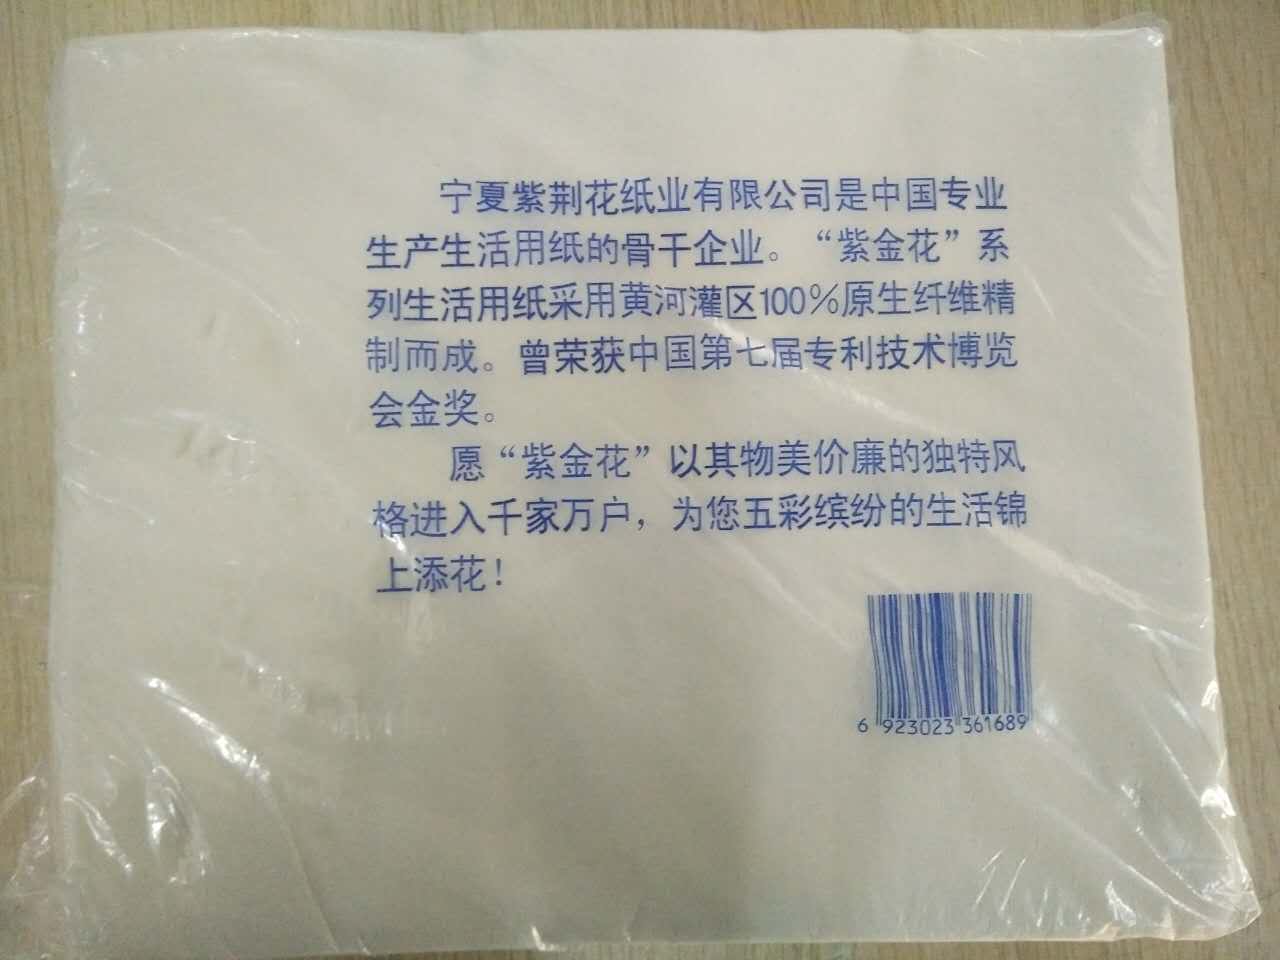 宁夏紫荆花纸业有限公司是中国专业
生产生活用纸的骨干企业。“紫金花”系
列生活用纸采用黄河灌区100%原生纤维精
制而成。曾荣获中国第七届专利技术博览
会金奖。
愿“紫金花”以其物美价廉的独特风
格进入千家万户，为您五彩缤纷的生活锦
上添花！
6 923023 361689